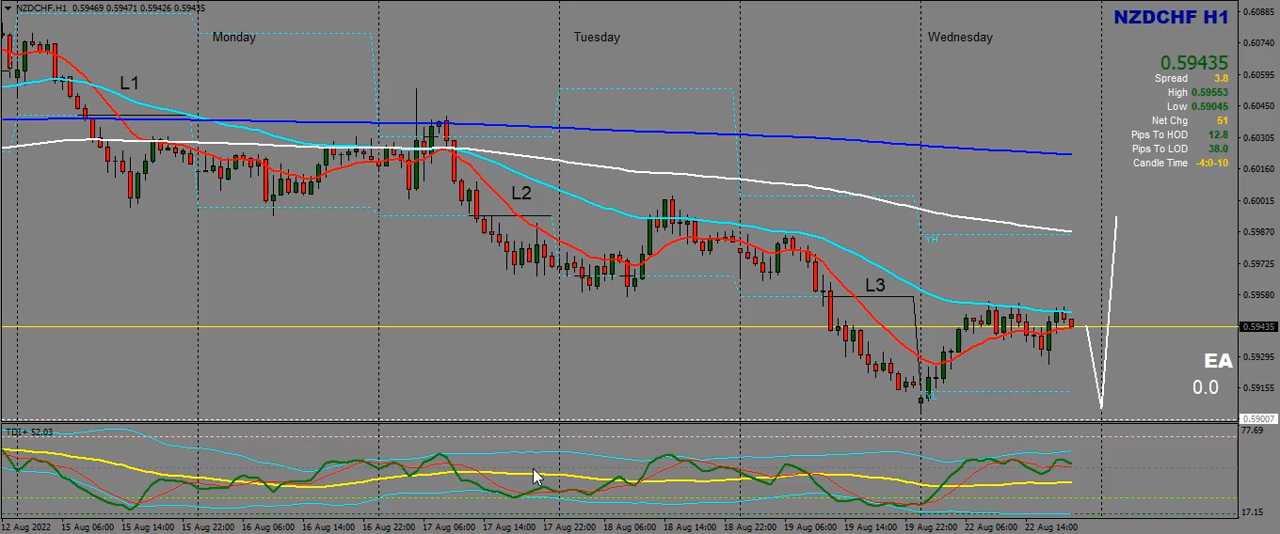 NZDCHF,H1 0.59469 0.59471 0.59426 0.59435
NZDCHF H1
0.59435
Spread 3.8
High 0.59553
Low 0.59045
Net Chg 51
Pips To HOD 12.8
Pips To LOD 38.0
Candle Time -4:0-10
Monday
Tuesday
Wednesday
L1
L2
L3
YH
EA
0.0
0.60885
0.60740
0.60595
0.60450
0.60305
0.60160
0.60015
0.59870
0.59725
0.59580
0.59435
0.59295
0.59155
0.59007
TDI+ 52.03
77.69
17.15
12 Aug 2022 15 Aug 06:00 15 Aug 14:00 15 Aug 22:00 16 Aug 06:00 16 Aug 14:00 16 Aug 22:00 17 Aug 06:00 17 Aug 14:00 17 Aug 22:00 18 Aug 06:00 18 Aug 14:00 18 Aug 22:00 19 Aug 06:00 19 Aug 14:00 19 Aug 22:00 22 Aug 06:00 22 Aug 14:00